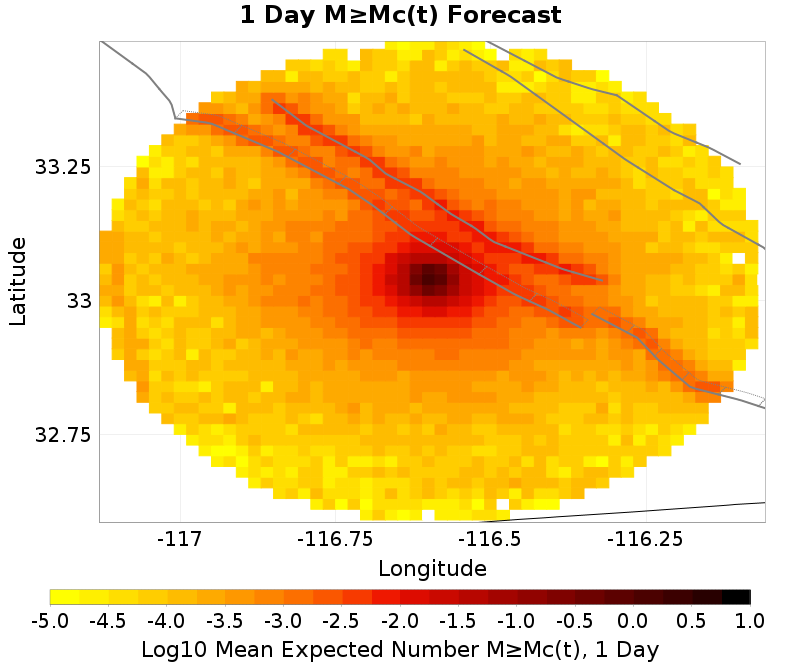 1 Day M≥Mc(t) Forecast
Latitude
33.25
33
32.75
-117 -116.75 -116.5 -116.25
Longitude
-5.0 -4.5 -4.0 -3.5 -3.0 -2.5 -2.0 -1.5 -1.0 -0.5 0.0 0.5 1.0
Log10 Mean Expected Number M≥Mc(t), 1 Day